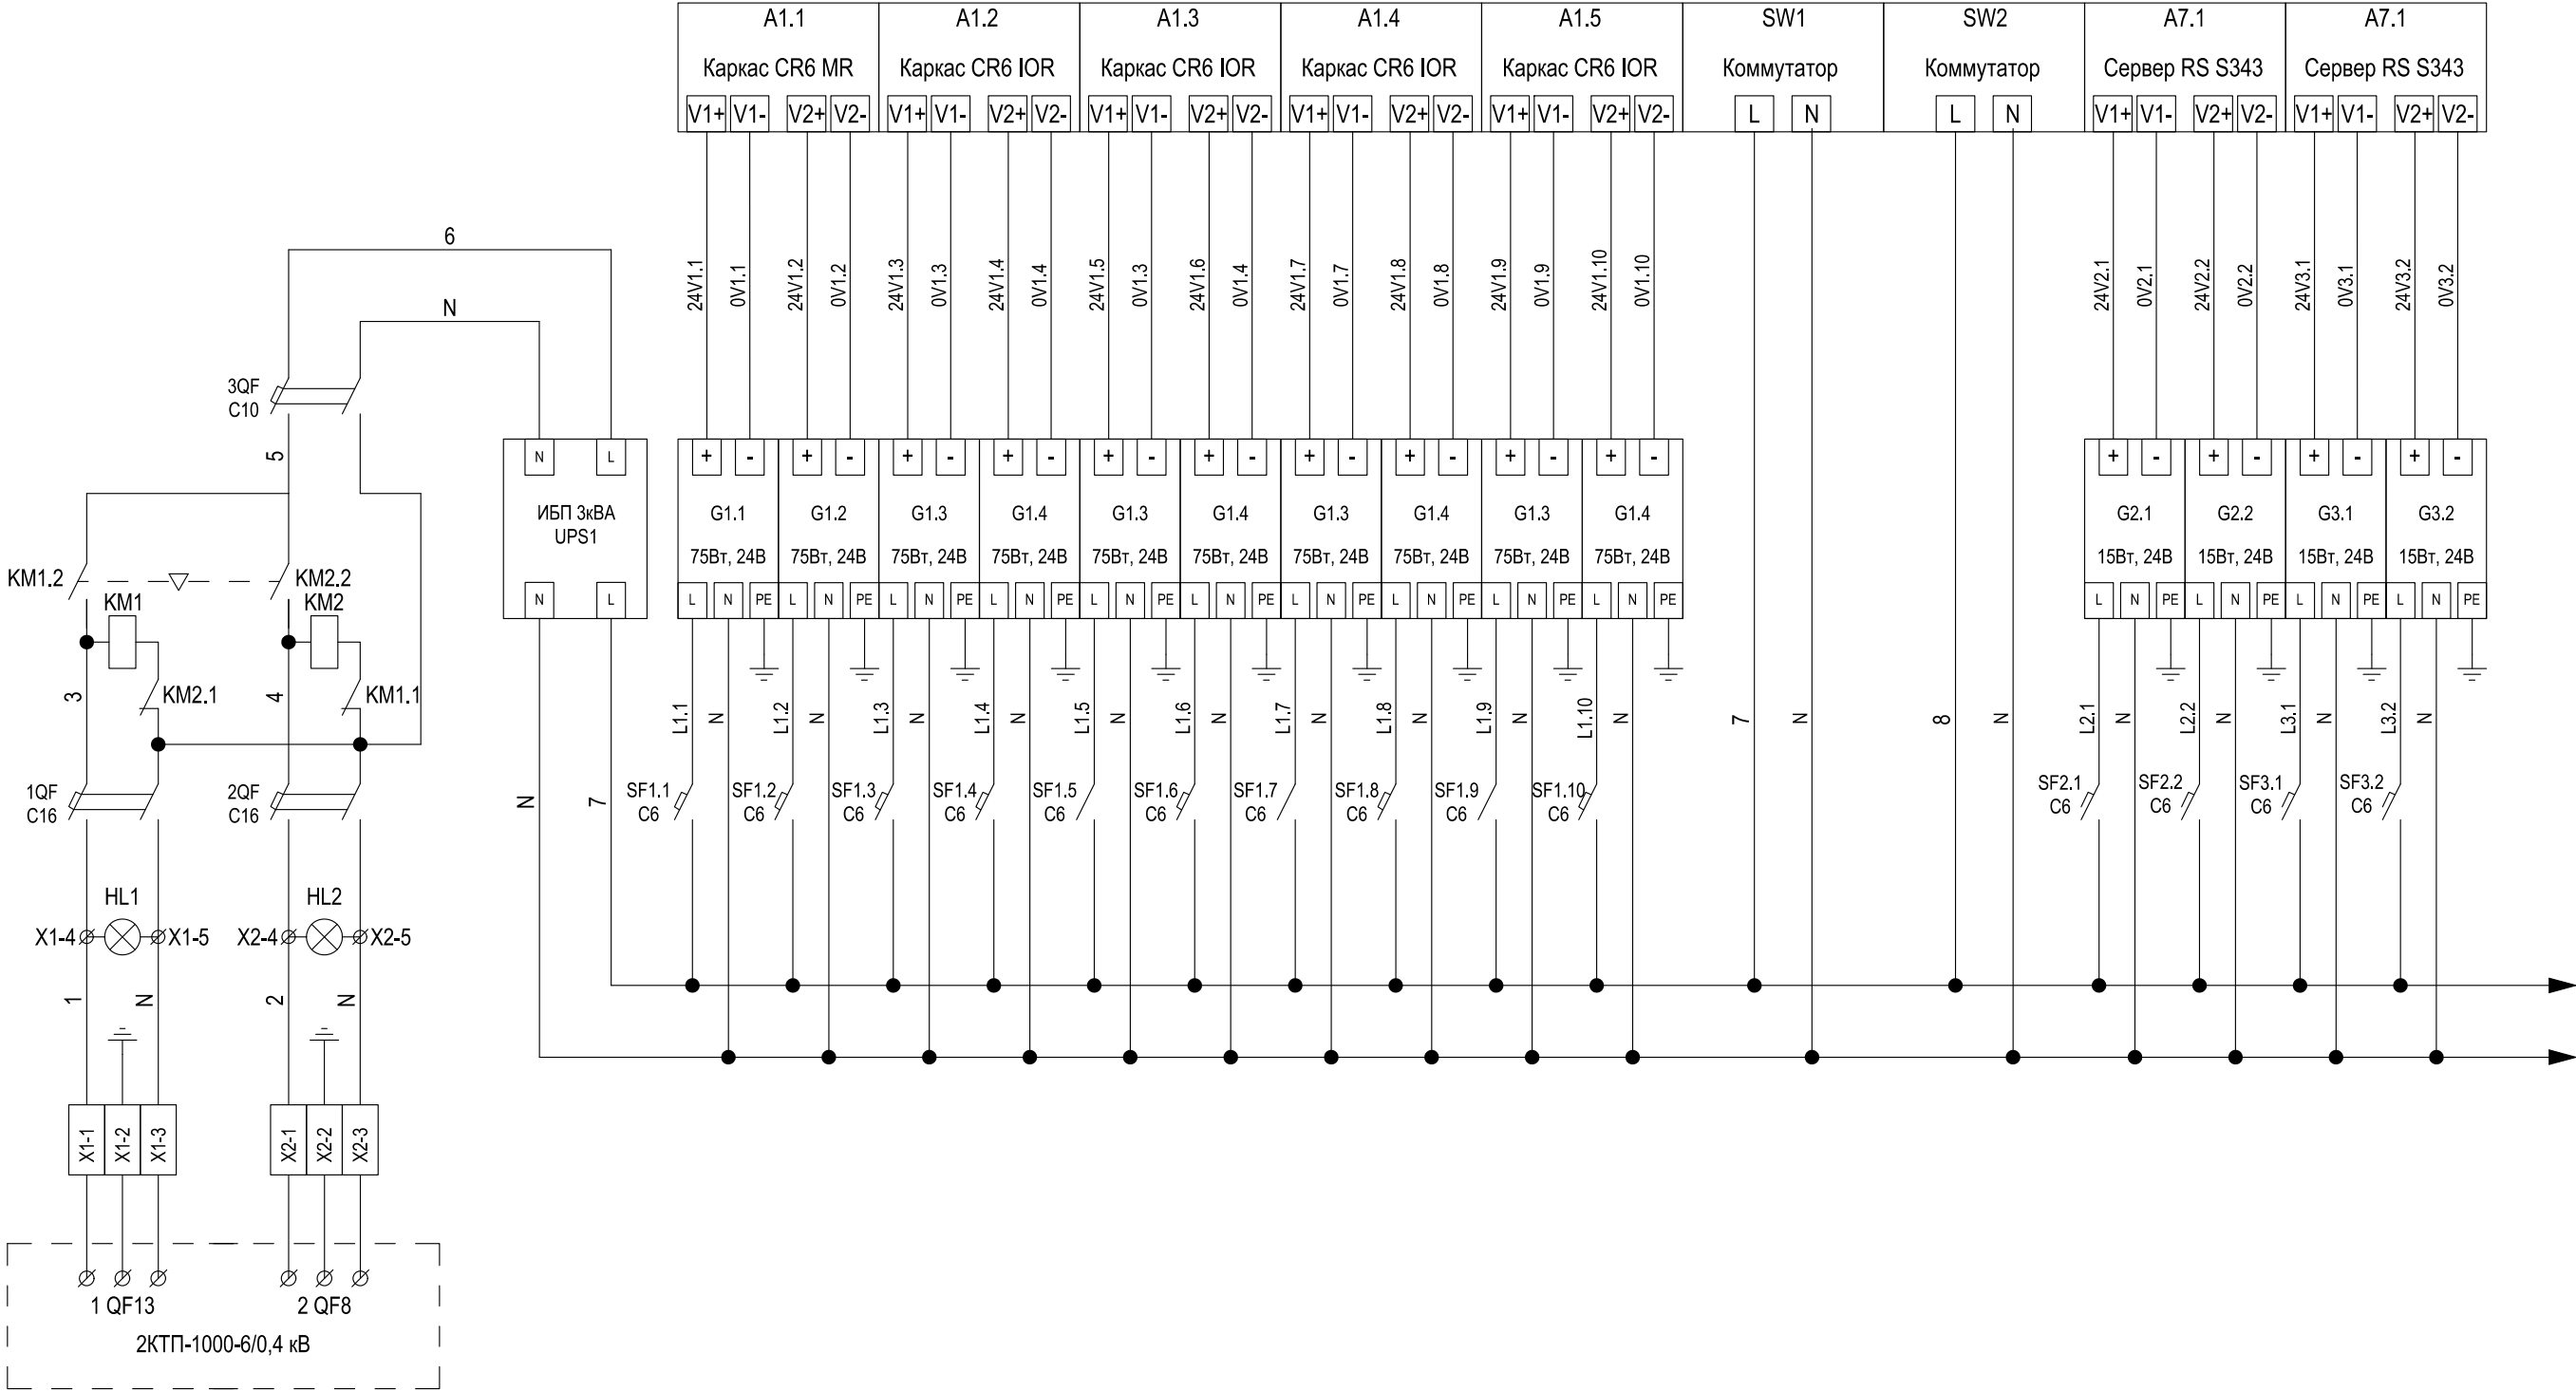 A1.1 A1.2 A1.3 A1.4 A1.5 SW1 SW2 A7.1 A7.1
Каркас CR6 MR Каркас CR6 IOR Каркас CR6 IOR Каркас CR6 IOR Каркас CR6 IOR Коммутатор Коммутатор Сервер RS S343 Сервер RS S343
V1+ V1- V2+ V2- V1+ V1- V2+ V2- V1+ V1- V2+ V2- V1+ V1- V2+ V2- V1+ V1- V2+ V2- L N L N V1+ V1- V2+ V2- V1+ V1- V2+ V2-
6
24V1.1 0V1.1 24V1.2 0V1.2 24V1.3 0V1.3 24V1.4 0V1.4 24V1.5 0V1.3 24V1.6 0V1.4 24V1.7 0V1.7 24V1.8 0V1.8 24V1.9 0V1.9 24V1.10 0V1.10 24V2.1 0V2.1 24V2.2 0V2.2 24V3.1 0V3.1 24V3.2 0V3.2
N
3QF
C10
5
N L + - + - + - + - + - + - + - + - + - + - + - + - + - + -
ИБП 3кВА
UPS1
G1.1 G1.2 G1.3 G1.4 G1.3 G1.4 G1.3 G1.4 G1.3 G1.4 G2.1 G2.2 G3.1 G3.2
75Вт, 24В 75Вт, 24В 75Вт, 24В 75Вт, 24В 75Вт, 24В 75Вт, 24В 75Вт, 24В 75Вт, 24В 75Вт, 24В 75Вт, 24В 15Вт, 24В 15Вт, 24В 15Вт, 24В 15Вт, 24В
N L L N PE L N PE L N PE L N PE L N PE L N PE L N PE L N PE L N PE L N PE L N PE L N PE L N PE L N PE
KM1.2 KM2.2
KM1 KM2
3 KM2.1 4 KM1.1
L1.1 N L1.2 N L1.3 N L1.4 N L1.5 N L1.6 N L1.7 N L1.8 N L1.9 N L1.10 N 7 N 8 N L2.1 N L2.2 N L3.1 N L3.2 N
1QF 2QF
C16 C16
N 7
SF1.1 SF1.2 SF1.3 SF1.4 SF1.5 SF1.6 SF1.7 SF1.8 SF1.9 SF1.10 SF2.1 SF2.2 SF3.1 SF3.2
C6 C6 C6 C6 C6 C6 C6 C6 C6 C6 C6 C6 C6 C6
HL1 HL2
X1-4 X1-5 X2-4 X2-5
1 N 2 N
X1-1 X1-2 X1-3 X2-1 X2-2 X2-3
1 QF13 2 QF8
2КТП-1000-6/0,4 кВ